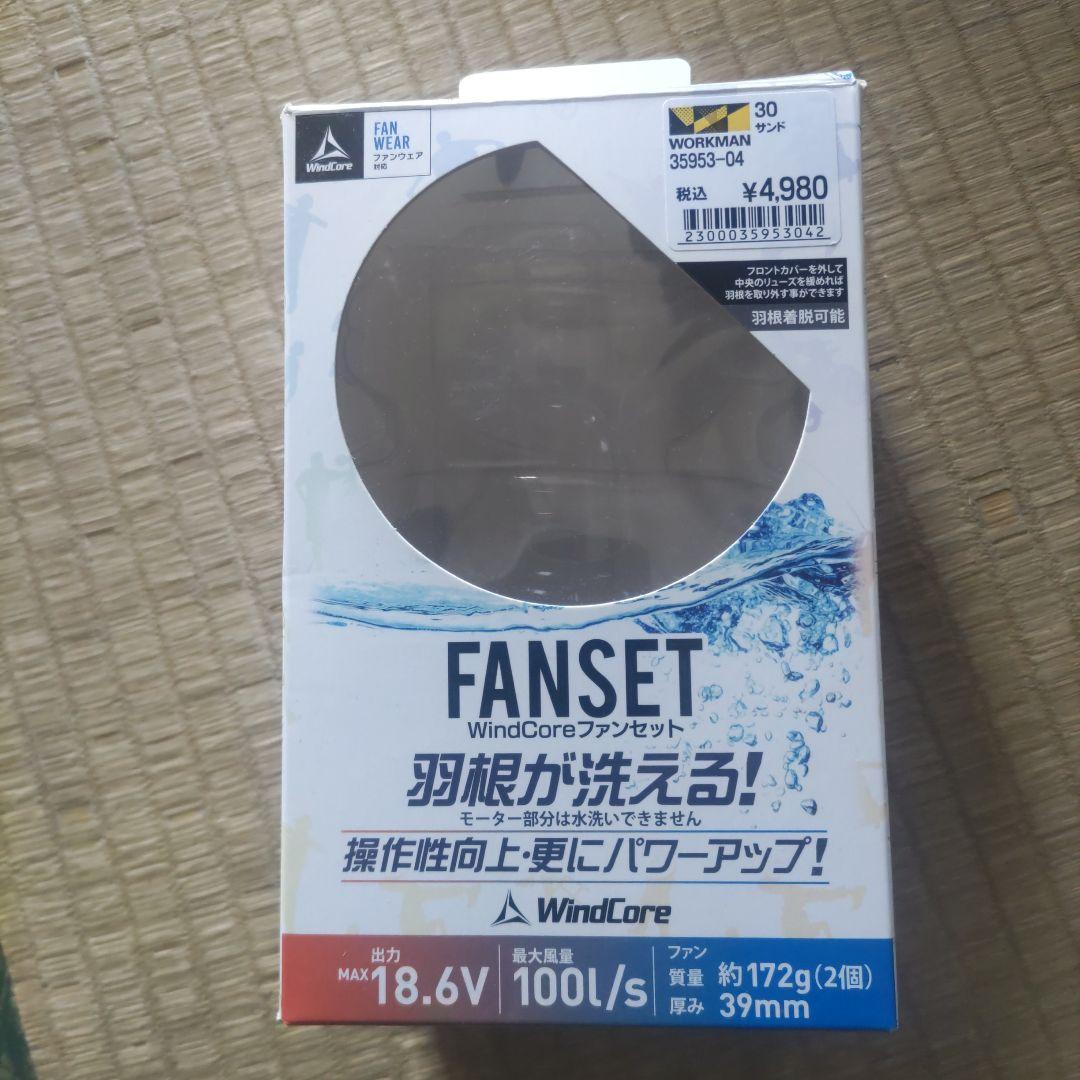 WindCore
FAN
WEAR
ファンウェア
対応
WORKMAN
30
サンド
35953-04
税込 ¥4,980
2300035953042
フロントカバーを外して
中央のリューズを緩めれば
羽根を取り外す事ができます
羽根着脱可能
FANSET
WindCoreファンセット
羽根が洗える!
モーター部分は水洗いできません
操作性向上・更にパワーアップ!
WindCore
出力
MAX18.6V
最大風量
100l/s
ファン
質量 約172g(2個)
厚み 39mm